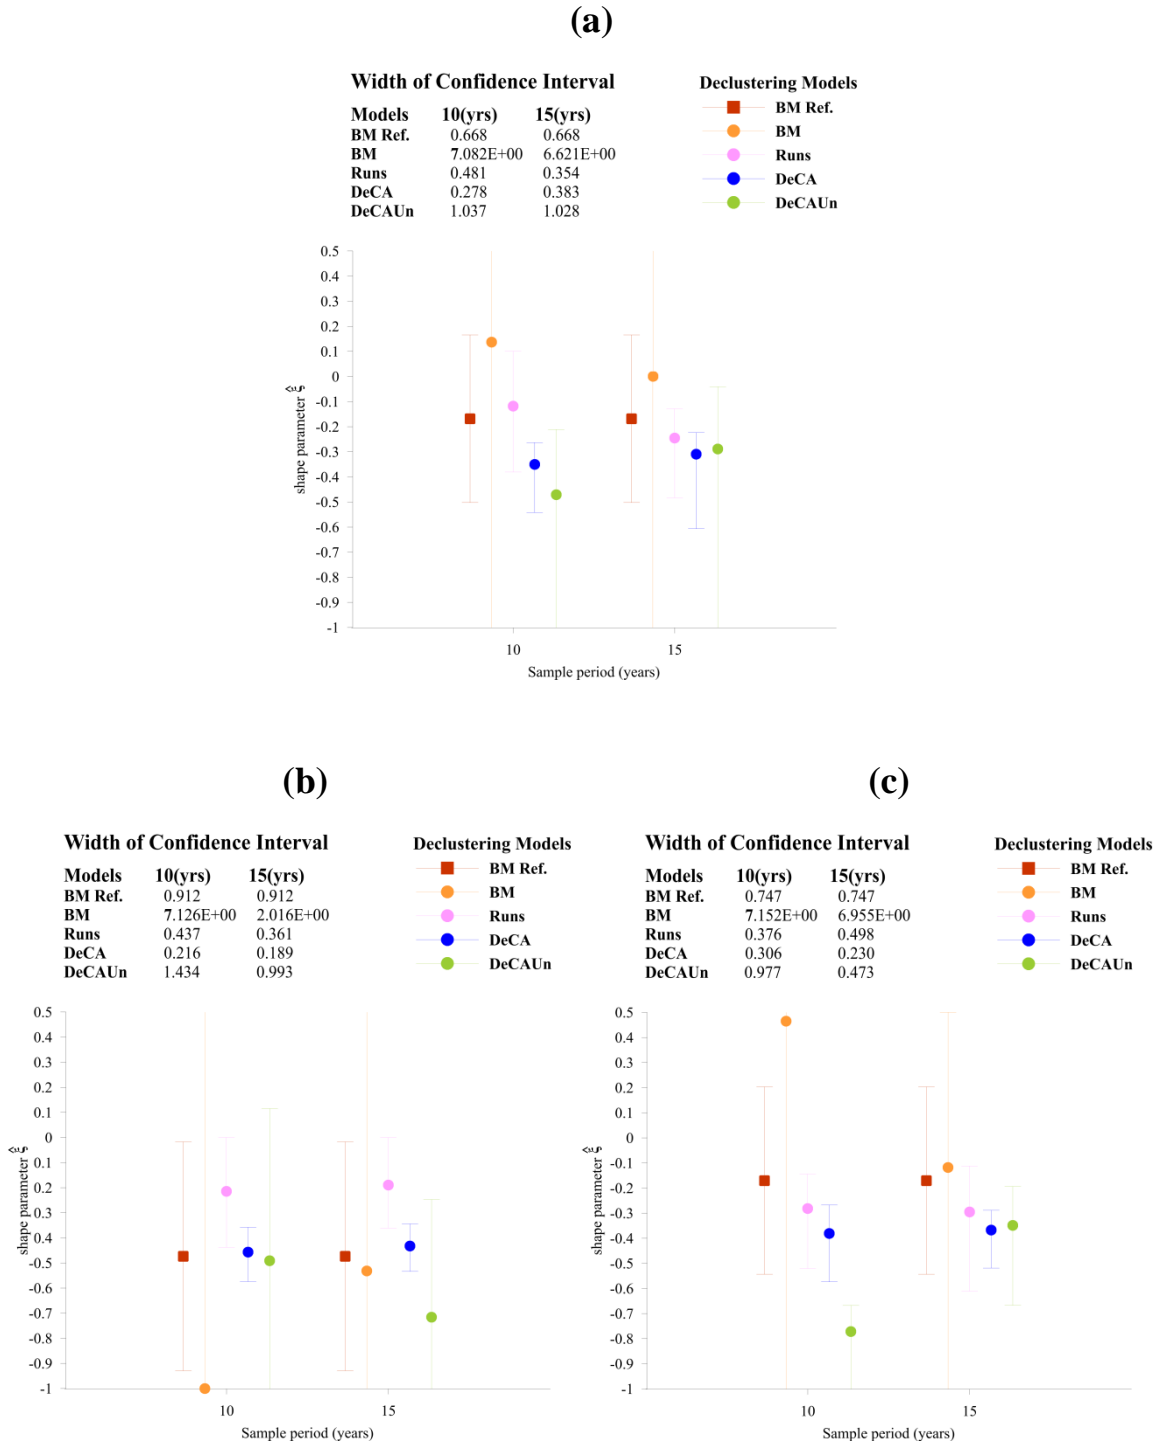 (a)
Width of Confidence Interval
Models 10(yrs) 15(yrs)
BM Ref. 0.668 0.668
BM 7.082E+00 6.621E+00
Runs 0.481 0.354
DeCA 0.278 0.383
DeCAUn 1.037 1.028
Declustering Models
BM Ref.
BM
Runs
DeCA
DeCAUn
0.5
0.4
0.3
0.2
0.1
0
-0.1
-0.2
-0.3
-0.4
-0.5
-0.6
-0.7
-0.8
-0.9
-1
shape parameter ξ̂
10 15
Sample period (years)
(b)
Width of Confidence Interval
Models 10(yrs) 15(yrs)
BM Ref. 0.912 0.912
BM 7.126E+00 2.016E+00
Runs 0.437 0.361
DeCA 0.216 0.189
DeCAUn 1.434 0.993
Declustering Models
BM Ref.
BM
Runs
DeCA
DeCAUn
0.5
0.4
0.3
0.2
0.1
0
-0.1
-0.2
-0.3
-0.4
-0.5
-0.6
-0.7
-0.8
-0.9
-1
shape parameter ξ̂
10 15
Sample period (years)
(c)
Width of Confidence Interval
Models 10(yrs) 15(yrs)
BM Ref. 0.747 0.747
BM 7.152E+00 6.955E+00
Runs 0.376 0.498
DeCA 0.306 0.230
DeCAUn 0.977 0.473
Declustering Models
BM Ref.
BM
Runs
DeCA
DeCAUn
0.5
0.4
0.3
0.2
0.1
0
-0.1
-0.2
-0.3
-0.4
-0.5
-0.6
-0.7
-0.8
-0.9
-1
shape parameter ξ̂
10 15
Sample period (years)